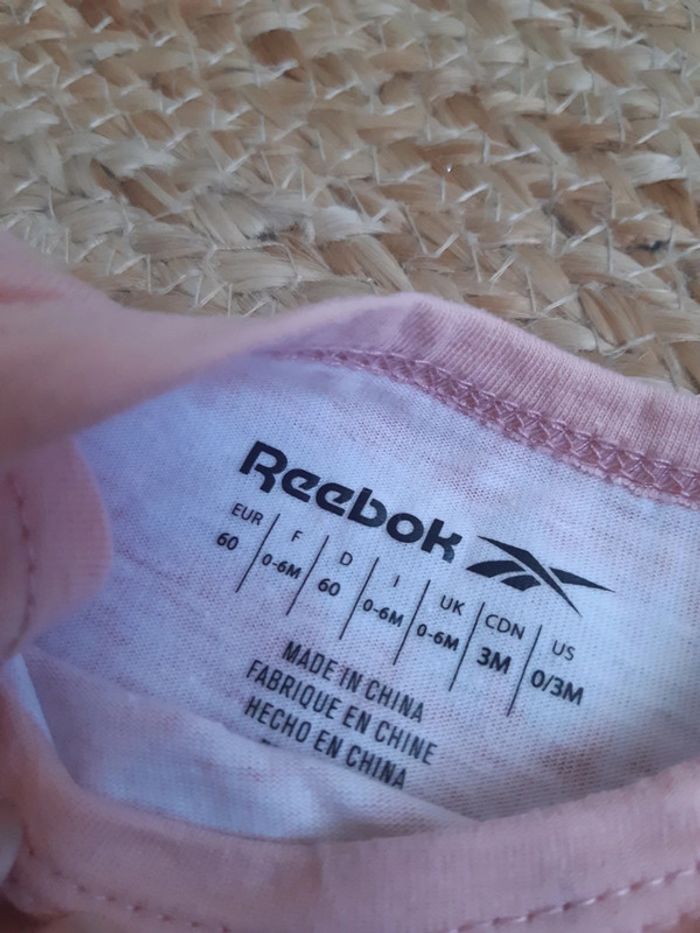 Reebok
EUR F D I UK CDN US
60 0-6M 60 0-6M 0-6M 3M 0/3M
MADE IN CHINA
FABRIQUE EN CHINE
HECHO EN CHINA